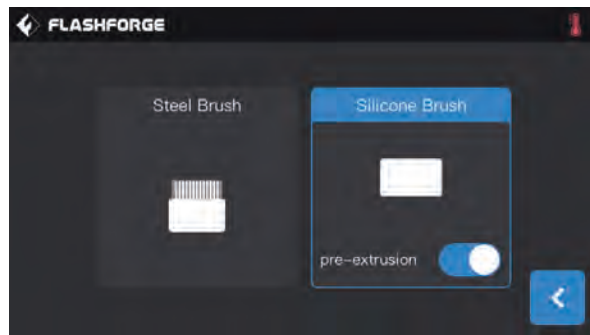 FLASHFORGE
Steel Brush
Silicone Brush
pre-extrusion